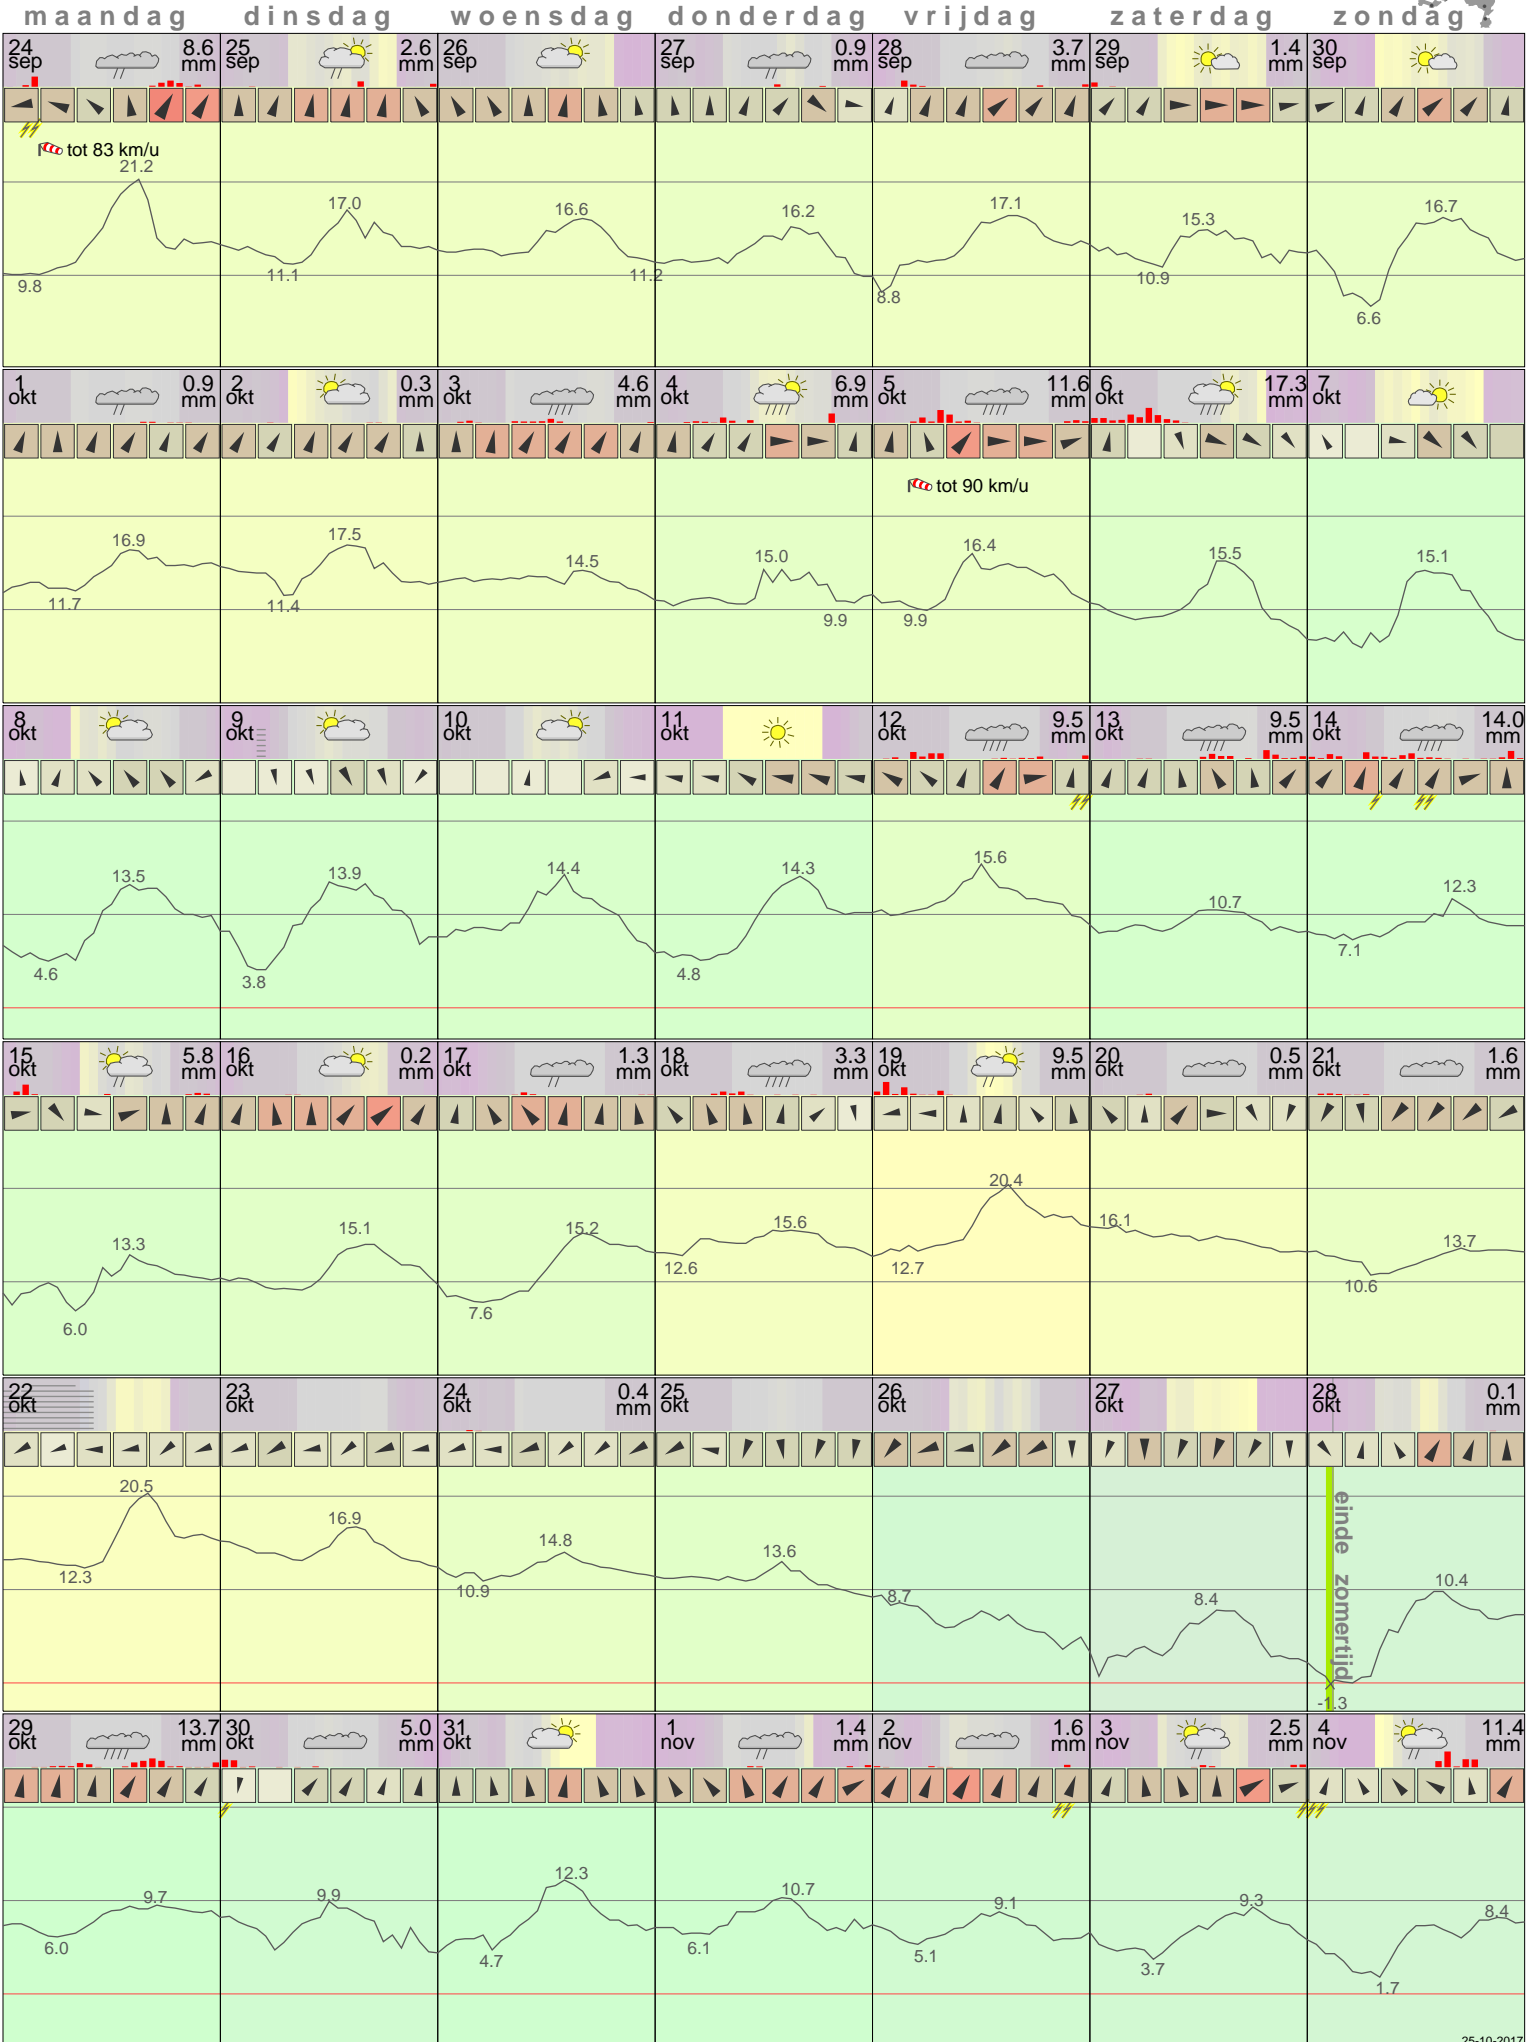 maandag dinsdag woensdag donderdag vrijdag zaterdag zondag
24 sep 8.6 mm 25 sep 2.6 mm 26 sep 27 sep 0.9 mm 28 sep 3.7 mm 29 sep 1.4 mm 30 sep
tot 83 km/u
21.2 17.0 16.6 16.2 17.1 15.3 16.7
9.8 11.1 11.2 8.8 10.9 6.6
1 okt 0.9 mm 2 okt 0.3 mm 3 okt 4.6 mm 4 okt 6.9 mm 5 okt 11.6 mm 6 okt 17.3 mm 7 okt
tot 90 km/u
16.9 17.5 14.5 15.0 16.4 15.5 15.1
11.7 11.4 9.9 9.9
8 okt 9 okt 10 okt 11 okt 12 okt 9.5 mm 13 okt 9.5 mm 14 okt 14.0 mm
13.5 13.9 14.4 14.3 15.6 10.7 12.3
4.6 3.8 4.8 7.1
15 okt 5.8 mm 16 okt 0.2 mm 17 okt 1.3 mm 18 okt 3.3 mm 19 okt 9.5 mm 20 okt 0.5 mm 21 okt 1.6 mm
13.3 15.1 15.2 15.6 20.4 16.1 13.7
6.0 7.6 12.6 12.7 10.6
22 okt 23 okt 24 okt 0.4 mm 25 okt 26 okt 27 okt 28 okt 0.1 mm
20.5 16.9 14.8 13.6 8.7 8.4 10.4
12.3 10.9 -1.3
einde zomertijd
29 okt 13.7 mm 30 okt 5.0 mm 31 okt 1 nov 1.4 mm 2 nov 1.6 mm 3 nov 2.5 mm 4 nov 11.4 mm
9.7 9.9 12.3 10.7 9.1 9.3 8.4
6.0 4.7 6.1 5.1 3.7 1.7
25-10-2017